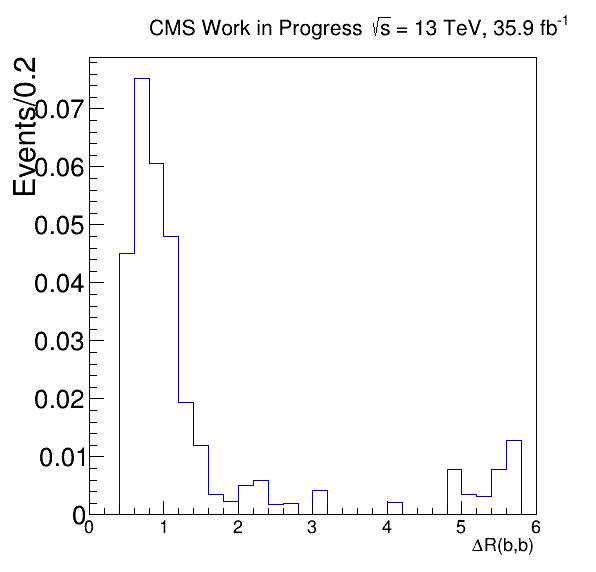 CMS Work in Progress √s = 13 TeV, 35.9 fb⁻¹
Events/0.2
0.07
0.06
0.05
0.04
0.03
0.02
0.01
0
0 1 2 3 4 5 6
ΔR(b,b)